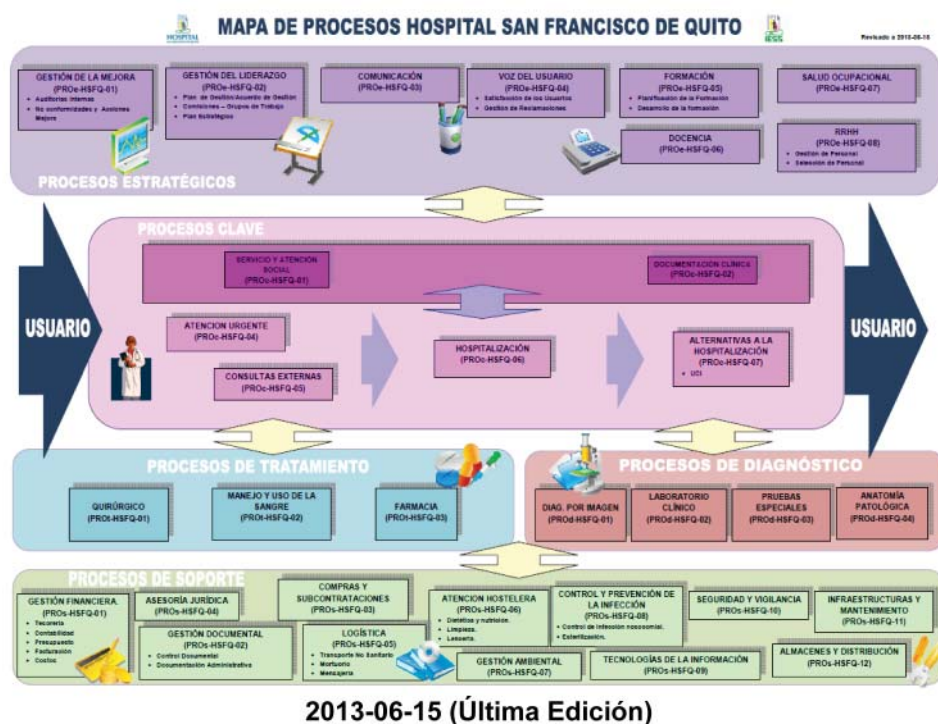 HOSPITAL
MAPA DE PROCESOS HOSPITAL SAN FRANCISCO DE QUITO
IESS
GESTIÓN DE LA MEJORA
(PROe-HSFQ-01)
Auditorías Internas
No conformidades y Acciones
Mejora
GESTIÓN DEL LIDERAZGO
(PROe-HSFQ-02)
Plan de Gestión/Acuerdo de Gestión
Comisiones – Grupos de Trabajo
Plan Estratégico
COMUNICACIÓN
(PROe-HSFQ-03)
VOZ DEL USUARIO
(PROe-HSFQ-04)
Satisfacción de los Usuarios
Gestión de Reclamaciones
FORMACIÓN
(PROe-HSFQ-05)
Planificación de la Formación
Desarrollo de la formación
SALUD OCUPACIONAL
(PROe-HSFQ-07)
DOCENCIA
(PROe-HSFQ-06)
RRHH
(PROe-HSFQ-08)
Gestión de Personal
Selección de Personal
PROCESOS ESTRATÉGICOS
PROCESOS CLAVE
SERVICIO Y ATENCION
SOCIAL
(PROc-HSFQ-01)
DOCUMENTACIÓN CLÍNICA
(PROc-HSFQ-02)
USUARIO
ATENCION URGENTE
(PROc-HSFQ-04)
CONSULTAS EXTERNAS
(PROc-HSFQ-05)
HOSPITALIZACIÓN
(PROc-HSFQ-06)
ALTERNATIVAS A LA
HOSPITALIZACIÓN
(PROc-HSFQ-07)
UCI
USUARIO
PROCESOS DE TRATAMIENTO
QUIRÚRGICO
(PROt-HSFQ-01)
MANEJO Y USO DE LA
SANGRE
(PROt-HSFQ-02)
FARMACIA
(PROt-HSFQ-03)
PROCESOS DE DIAGNÓSTICO
DIAG. POR IMAGEN
(PROd-HSFQ-01)
LABORATORIO
CLÍNICO
(PROd-HSFQ-02)
PRUEBAS
ESPECIALES
(PROd-HSFQ-03)
ANATOMÍA
PATOLÓGICA
(PROd-HSFQ-04)
PROCESOS DE SOPORTE
GESTIÓN FINANCIERA.
(PROs-HSFQ-01)
Tecorería
Contabilidad
Presupuesto
Facturación
Costos
ASESORÍA JURÍDICA
(PROs-HSFQ-04)
GESTIÓN DOCUMENTAL
(PROs-HSFQ-02)
Control Documental
Documentación Administrativa
COMPRAS Y
SUBCONTRATACIONES
(PROs-HSFQ-03)
LOGÍSTICA
(PROs-HSFQ-05)
Transporte No Sanitario
Mortuorio
Mensajería
ATENCION HOSTELERA
(PROs-HSFQ-06)
Dietética y nutrición.
Limpieza.
Lencería.
GESTIÓN AMBIENTAL
(PROs-HSFQ-07)
CONTROL Y PREVENCIÓN DE
LA INFECCIÓN
(PROs-HSFQ-08)
Control de infección nosocomial.
Esterilización.
TECNOLOGÍAS DE LA INFORMACIÓN
(PROs-HSFQ-09)
SEGURIDAD Y VIGILANCIA
(PROs-HSFQ-10)
INFRAESTRUCTURAS Y
MANTENIMIENTO
(PROs-HSFQ-11)
ALMACENES Y DISTRIBUCIÓN
(PROs-HSFQ-12)
2013-06-15 (Última Edición)